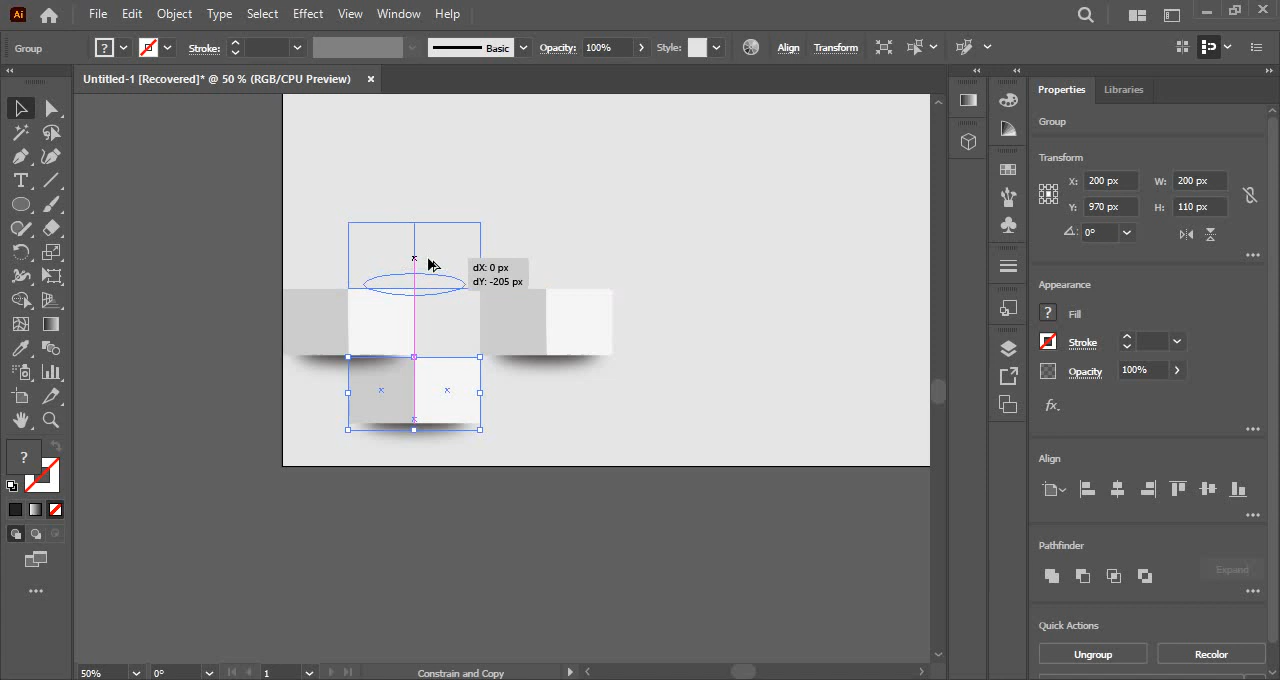 Ai File Edit Object Type Select Effect View Window Help
Group ? Stroke: Basic Opacity: 100% Style: Align Transform
Untitled-1 [Recovered]* @ 50 % (RGB/CPU Preview)
Properties Libraries
Group
Transform
X: 200 px W: 200 px
Y: 970 px H: 110 px
0°
dX: 0 px
dY: -205 px
Appearance
? Fill
Stroke
Opacity 100%
fx.
Align
Pathfinder
Expand
Quick Actions
Ungroup Recolor
?
50% 0° 1 Constrain and Copy